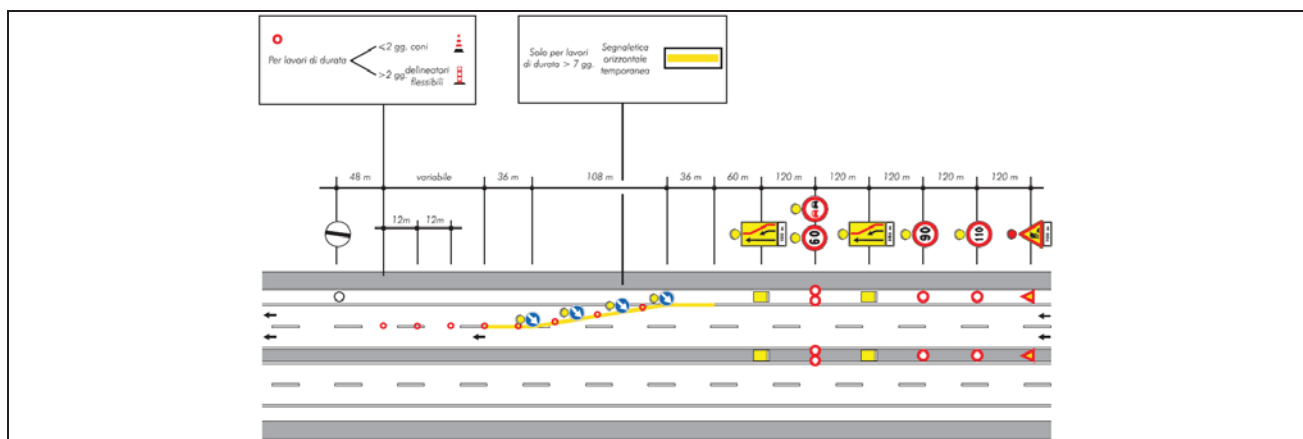 Per lavori di durata
<2 gg. coni
>2 gg. delineatori
flessibili
Solo per lavori
di durata > 7 gg.
Segnaletica
orizzontale
temporanea
48 m
variabile
36 m
108 m
36 m
60 m
120 m
120 m
120 m
120 m
120 m
12m
12m
60
90
110